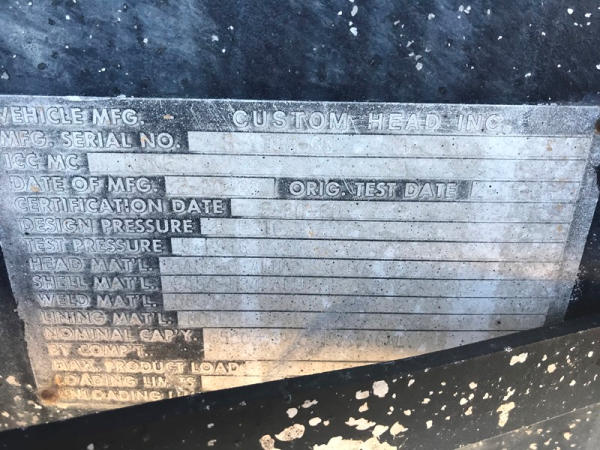 VEHICLE MFG. CUSTOM HEAD INC.
MFG. SERIAL NO.
ICC MC
DATE OF MFG. ORIG. TEST DATE
CERTIFICATION DATE
DESIGN PRESSURE
TEST PRESSURE
HEAD MAT'L.
SHELL MAT'L.
WELD MAT'L.
LINING MAT'L.
NOMINAL CAP'Y.
BY COMP'T.
MAX. PRODUCT LOAD
LOADING LIMITS
UNLOADING